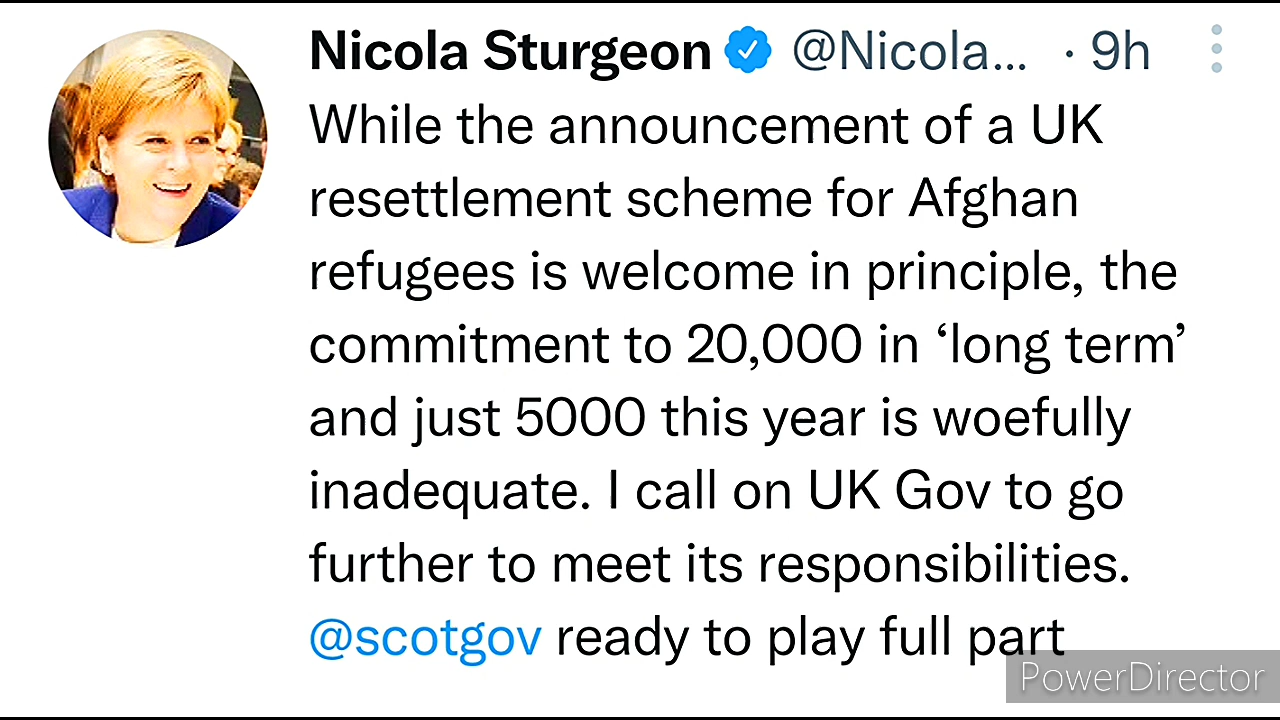 Nicola Sturgeon @Nicola... · 9h
While the announcement of a UK
resettlement scheme for Afghan
refugees is welcome in principle, the
commitment to 20,000 in ‘long term’
and just 5000 this year is woefully
inadequate. I call on UK Gov to go
further to meet its responsibilities.
@scotgov ready to play full part
PowerDirector